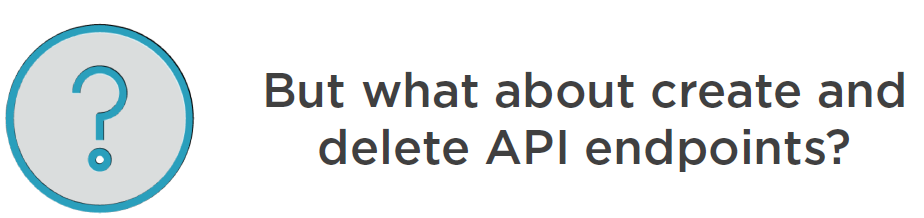 But what about create and
delete API endpoints?